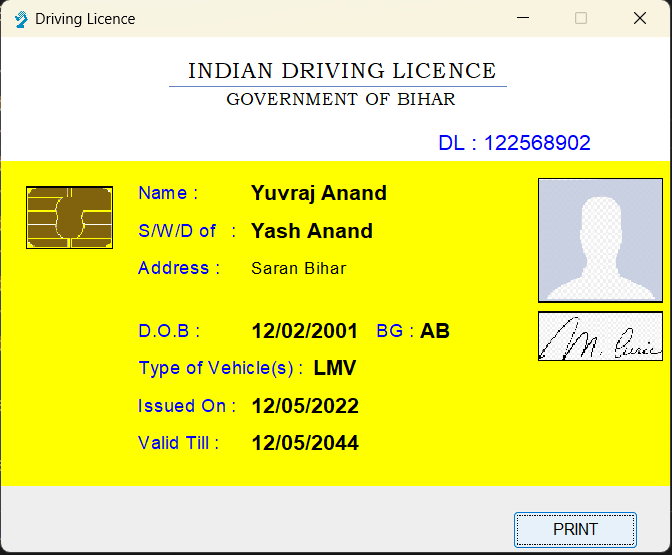 Driving Licence
INDIAN DRIVING LICENCE
GOVERNMENT OF BIHAR
DL : 122568902
Name : Yuvraj Anand
S/W/D of : Yash Anand
Address : Saran Bihar
D.O.B : 12/02/2001 BG : AB
Type of Vehicle(s) : LMV
Issued On : 12/05/2022
Valid Till : 12/05/2044
PRINT